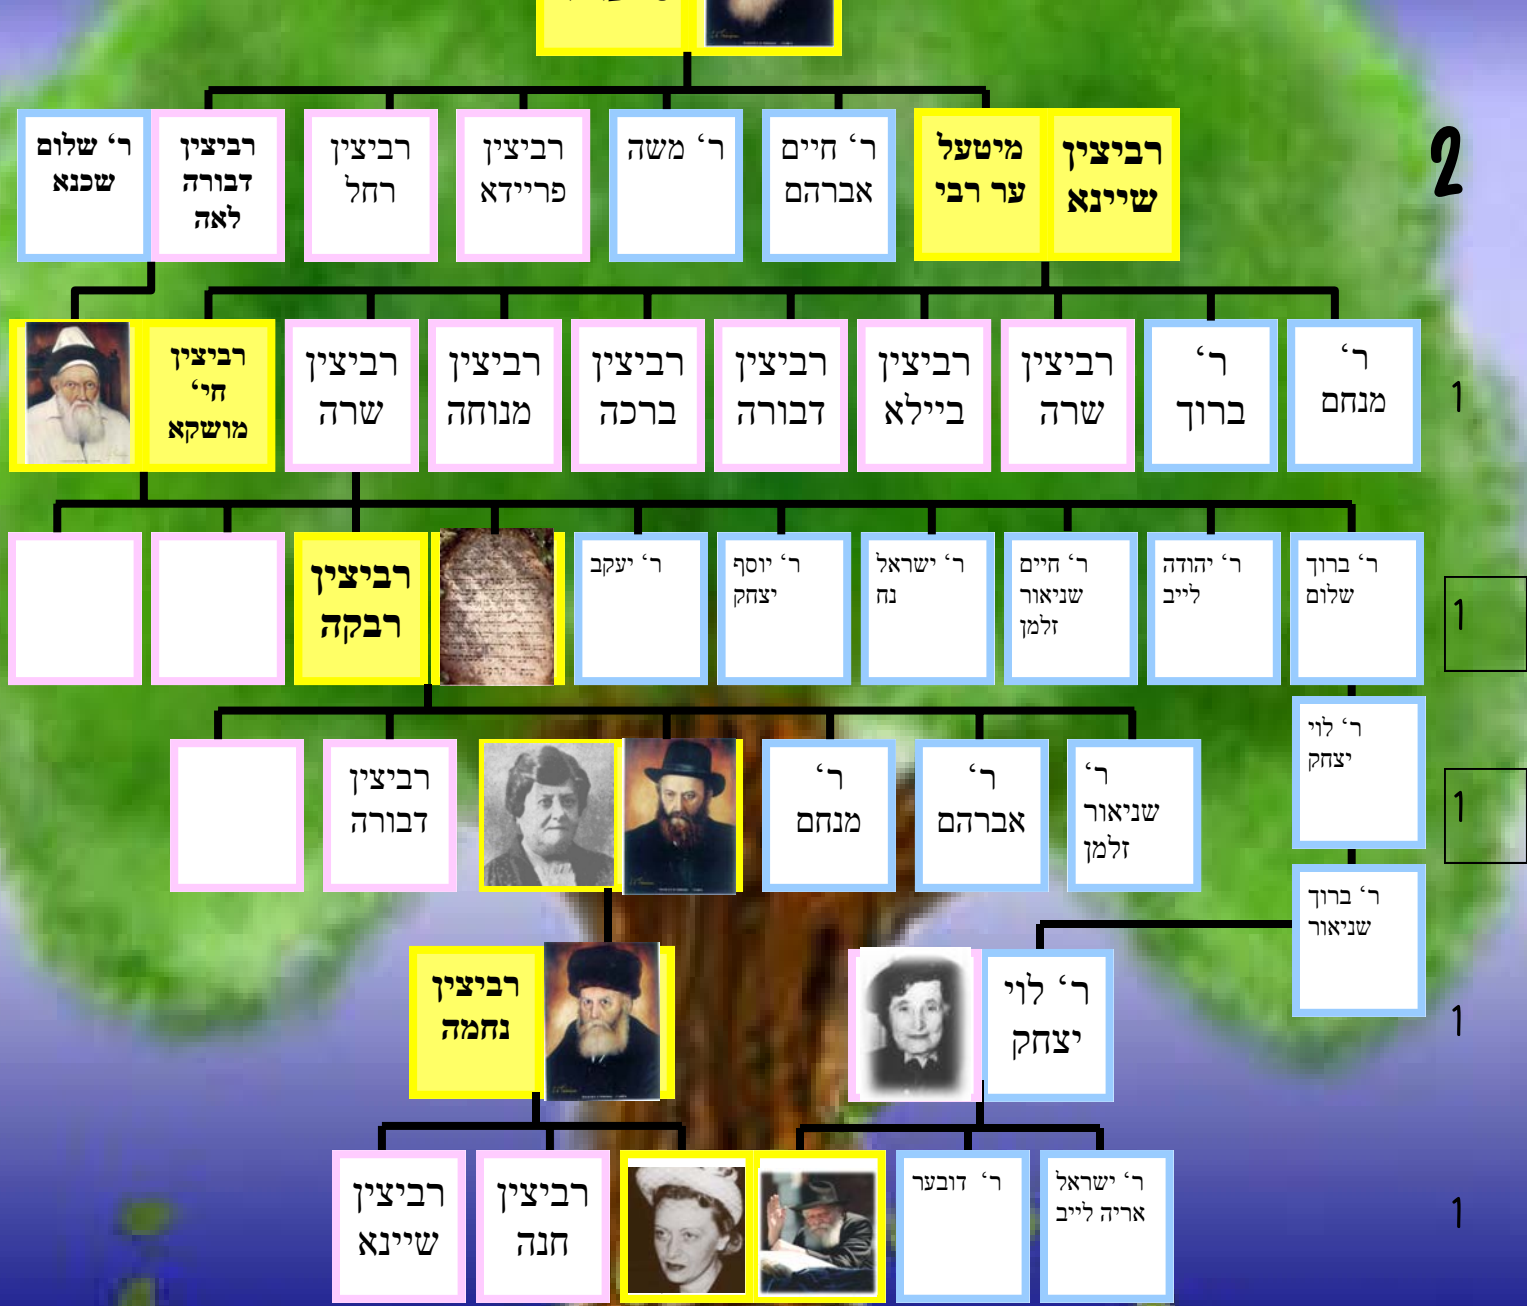 רביצין
שיינא
מיטעל
ער רבי
ר‘ חיים
אברהם
ר‘ משה
רביצין
פריידא
רביצין
רחל
רביצין
דבורה
לאה
ר‘ שלום
שכנא
2
ר‘
מנחם
ר‘
ברוך
רביצין
שרה
רביצין
ביילא
רביצין
דבורה
רביצין
ברכה
רביצין
מנוחה
רביצין
שרה
רביצין
חי‘
מושקא
1
ר‘ ברוך
שלום
ר‘ יהודה
לייב
ר‘ חיים
שניאור
זלמן
ר‘ ישראל
נח
ר‘ יוסף
יצחק
ר‘ יעקב
רביצין
רבקה
1
ר‘ לוי
יצחק
ר‘
שניאור
זלמן
ר‘
אברהם
ר‘
מנחם
רביצין
דבורה
1
ר‘ ברוך
שניאור
ר‘ לוי
יצחק
רביצין
נחמה
1
ר‘ ישראל
אריה לייב
ר‘ דובער
רביצין
חנה
רביצין
שיינא
1